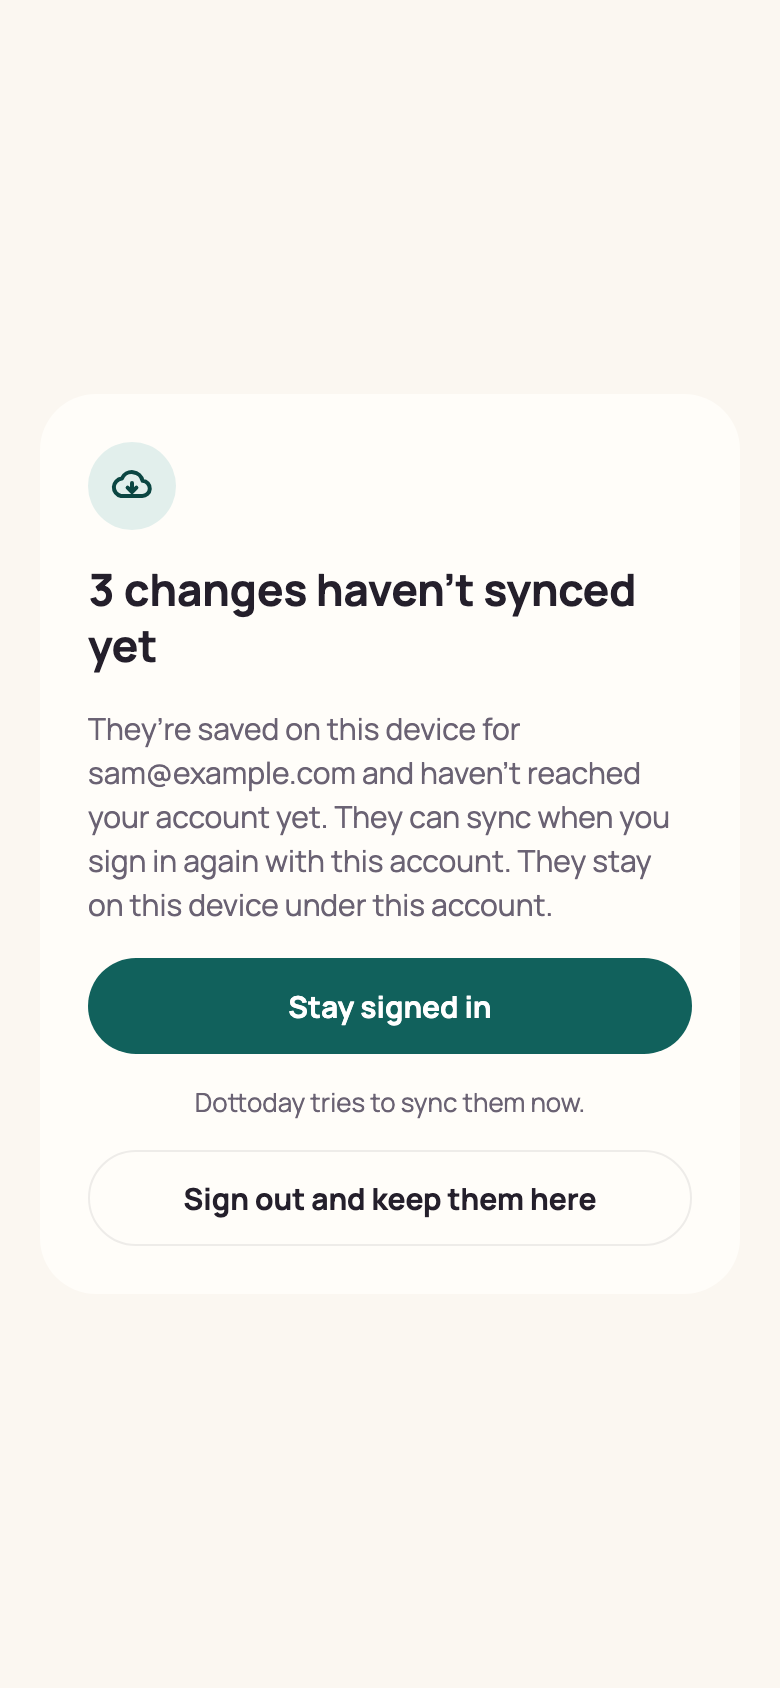 3 changes haven’t synced
yet
They’re saved on this device for
sam@example.com and haven’t reached
your account yet. They can sync when you
sign in again with this account. They stay
on this device under this account.
Stay signed in
Dottoday tries to sync them now.
Sign out and keep them here